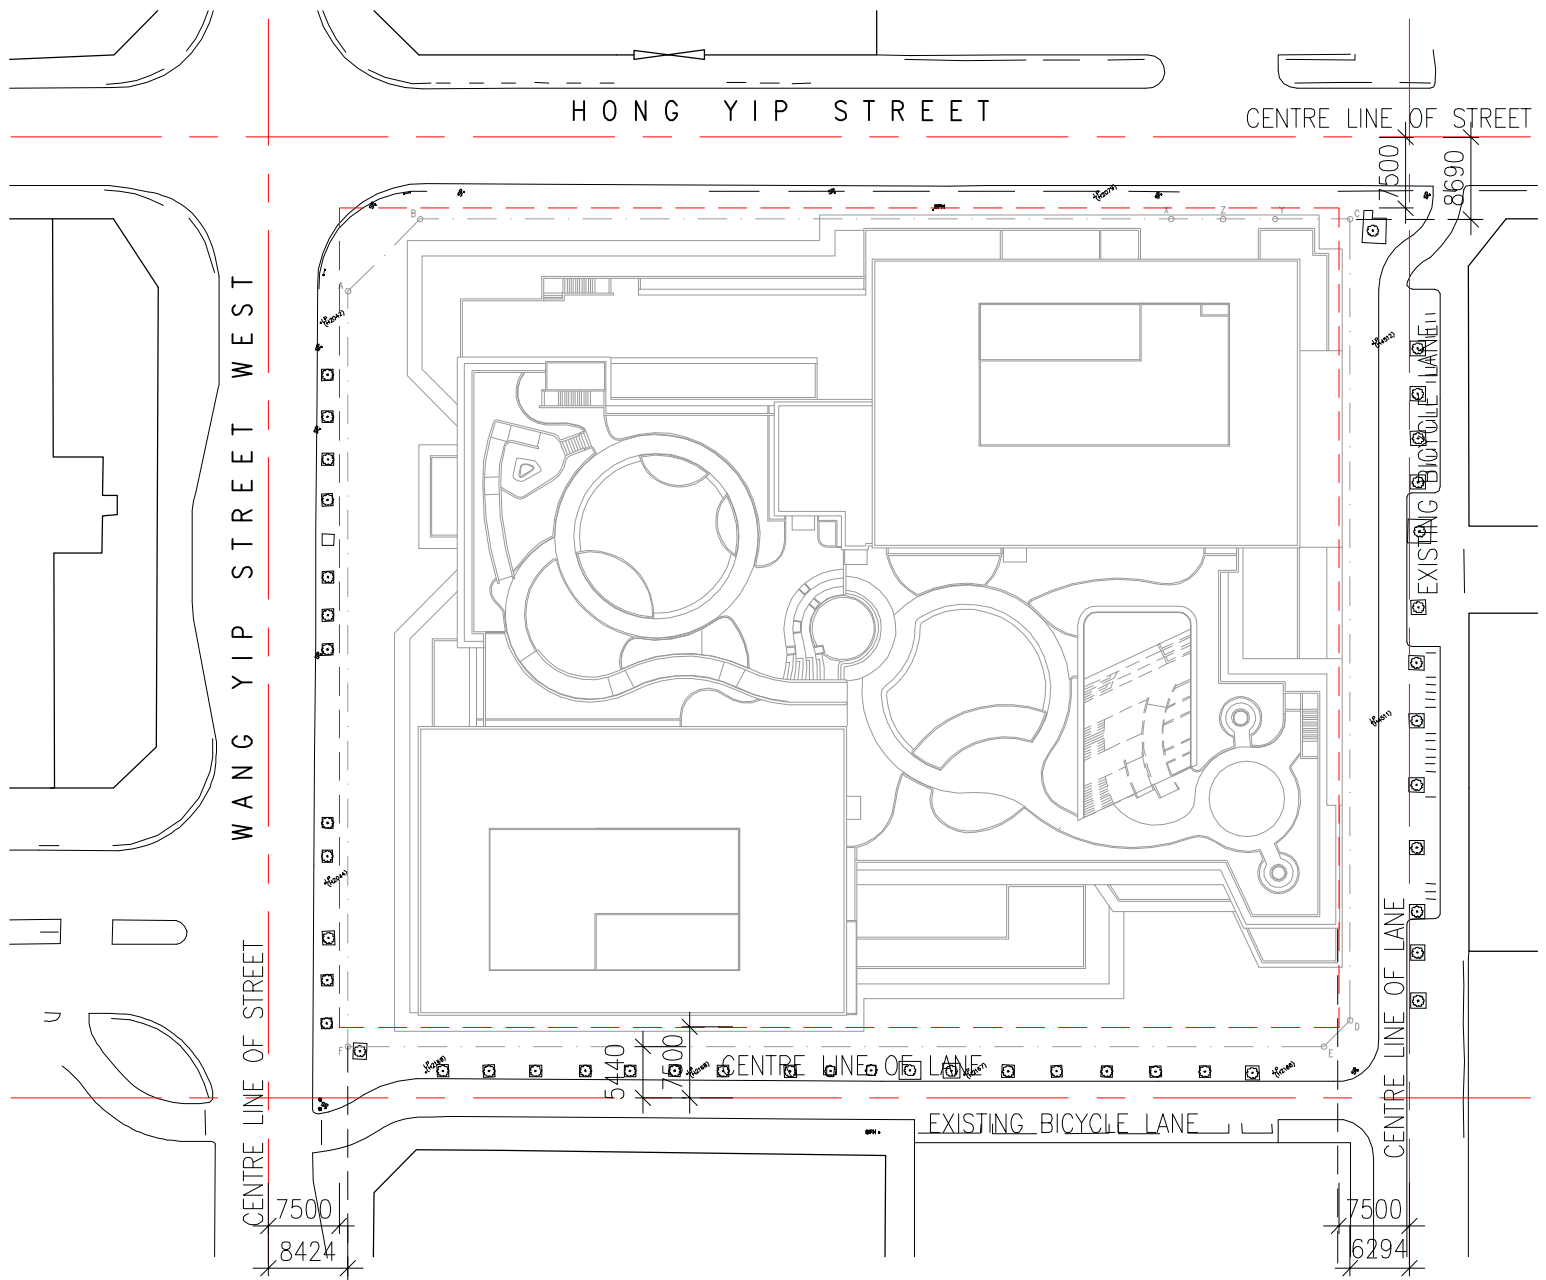 HONG YIP STREET
CENTRE LINE OF STREET
7500
8690
B
X
Z
Y
C
A
WANG YIP STREET WEST
EXISTING BICYCLE LANE
CENTRE LINE OF STREET
CENTRE LINE OF LANE
D
E
F
5440
7500
CENTRE LINE OF LANE
EXISTING BICYCLE LANE
7500
8424
7500
6294